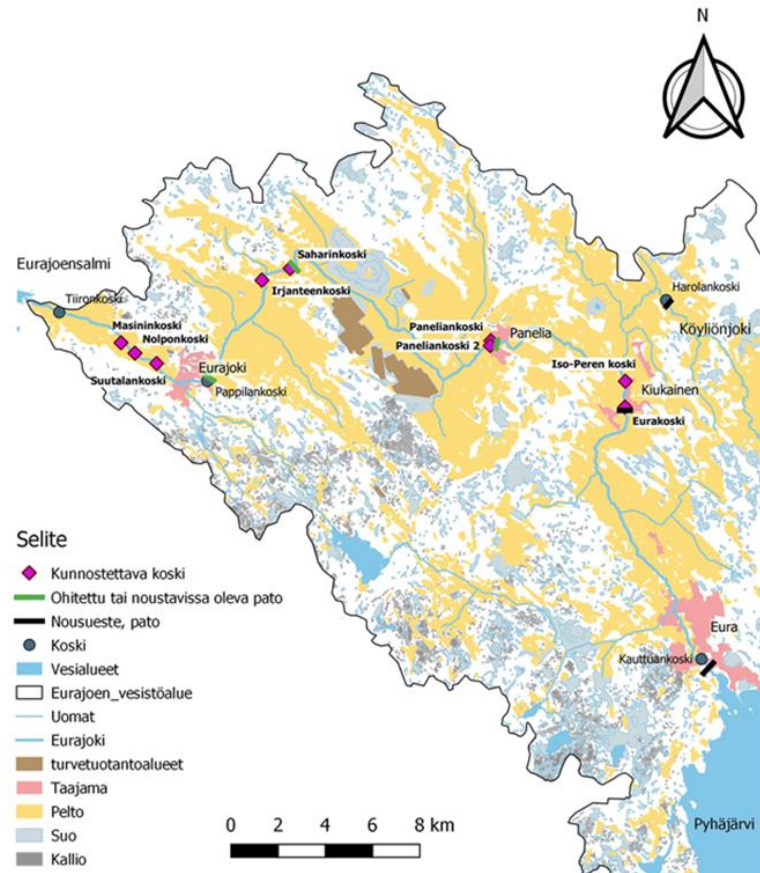 N
Saharinkoski
Eurajoensalmi
Irjanteenkoski
Harolankoski
Tiironkoski
Köyliönjoki
Masininkoski
Paneliankoski
Panelia
Nolponkoski
Paneliankoski 2
Iso-Peren koski
Suutalankoski
Eurajoki
Pappilankoski
Kiukainen
Eurakoski
Selite
Kunnostettava koski
Ohitettu tai noustavissa oleva pato
Nousueste, pato
Koski
Vesialueet
Eurajoen_vesistöalue
Uomat
Eurajoki
turvetuotantoalueet
Taajama
Pelto
Suo
Kallio
Eura
Kauttuankoski
Pyhäjärvi
0 2 4 6 8 km